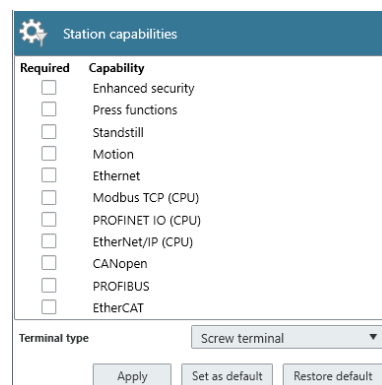 Station capabilities
Required Capability
Enhanced security
Press functions
Standstill
Motion
Ethernet
Modbus TCP (CPU)
PROFINET IO (CPU)
EtherNet/IP (CPU)
CANopen
PROFIBUS
EtherCAT
Terminal type Screw terminal
Apply Set as default Restore default